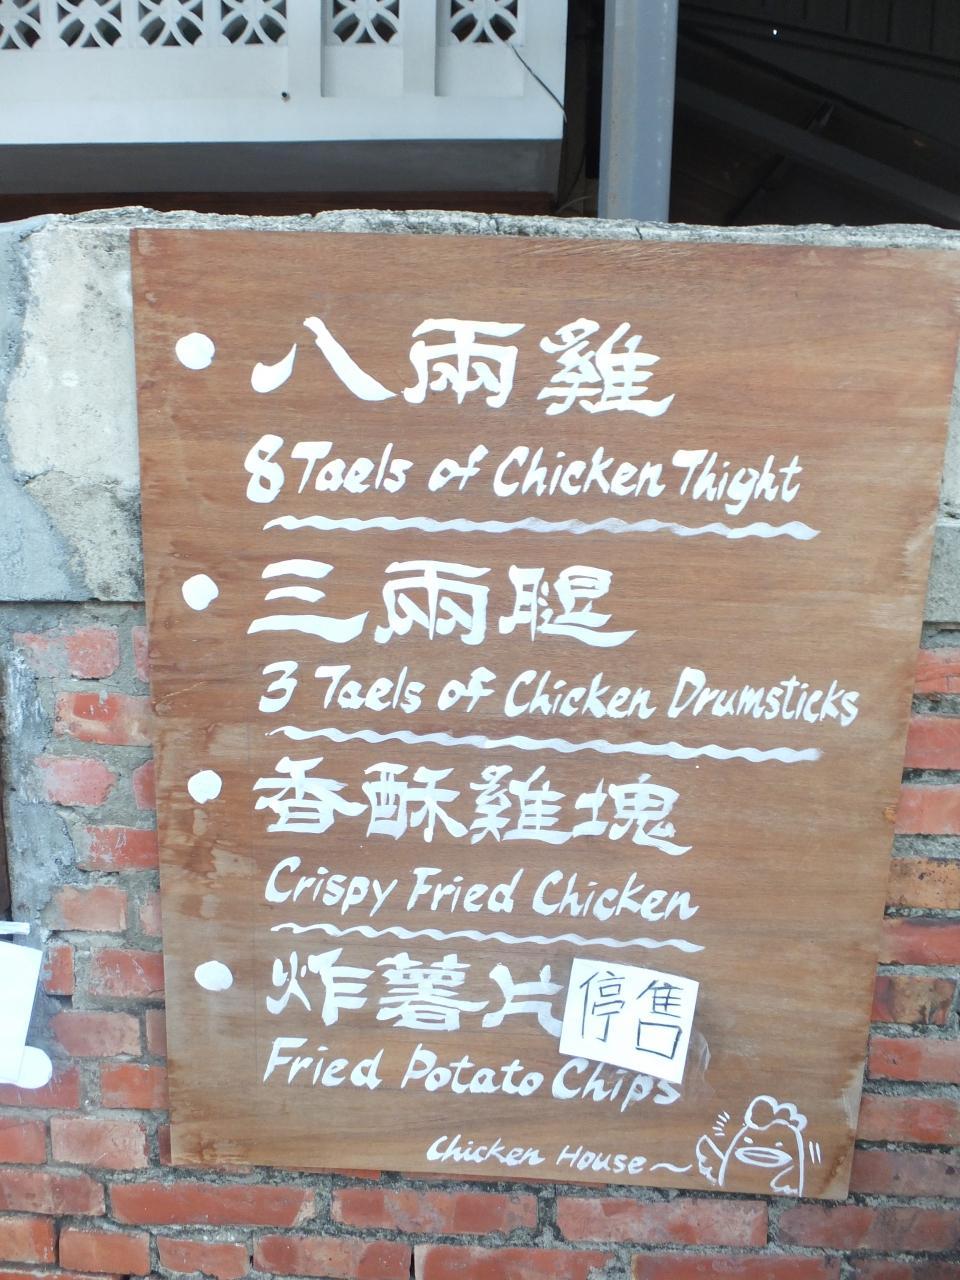 八兩雞
8 Taels of Chicken Thight
三兩腿
3 Taels of Chicken Drumsticks
香酥雞塊
Crispy Fried Chicken
炸薯片
停售
Fried Potato Chips
Chicken House~